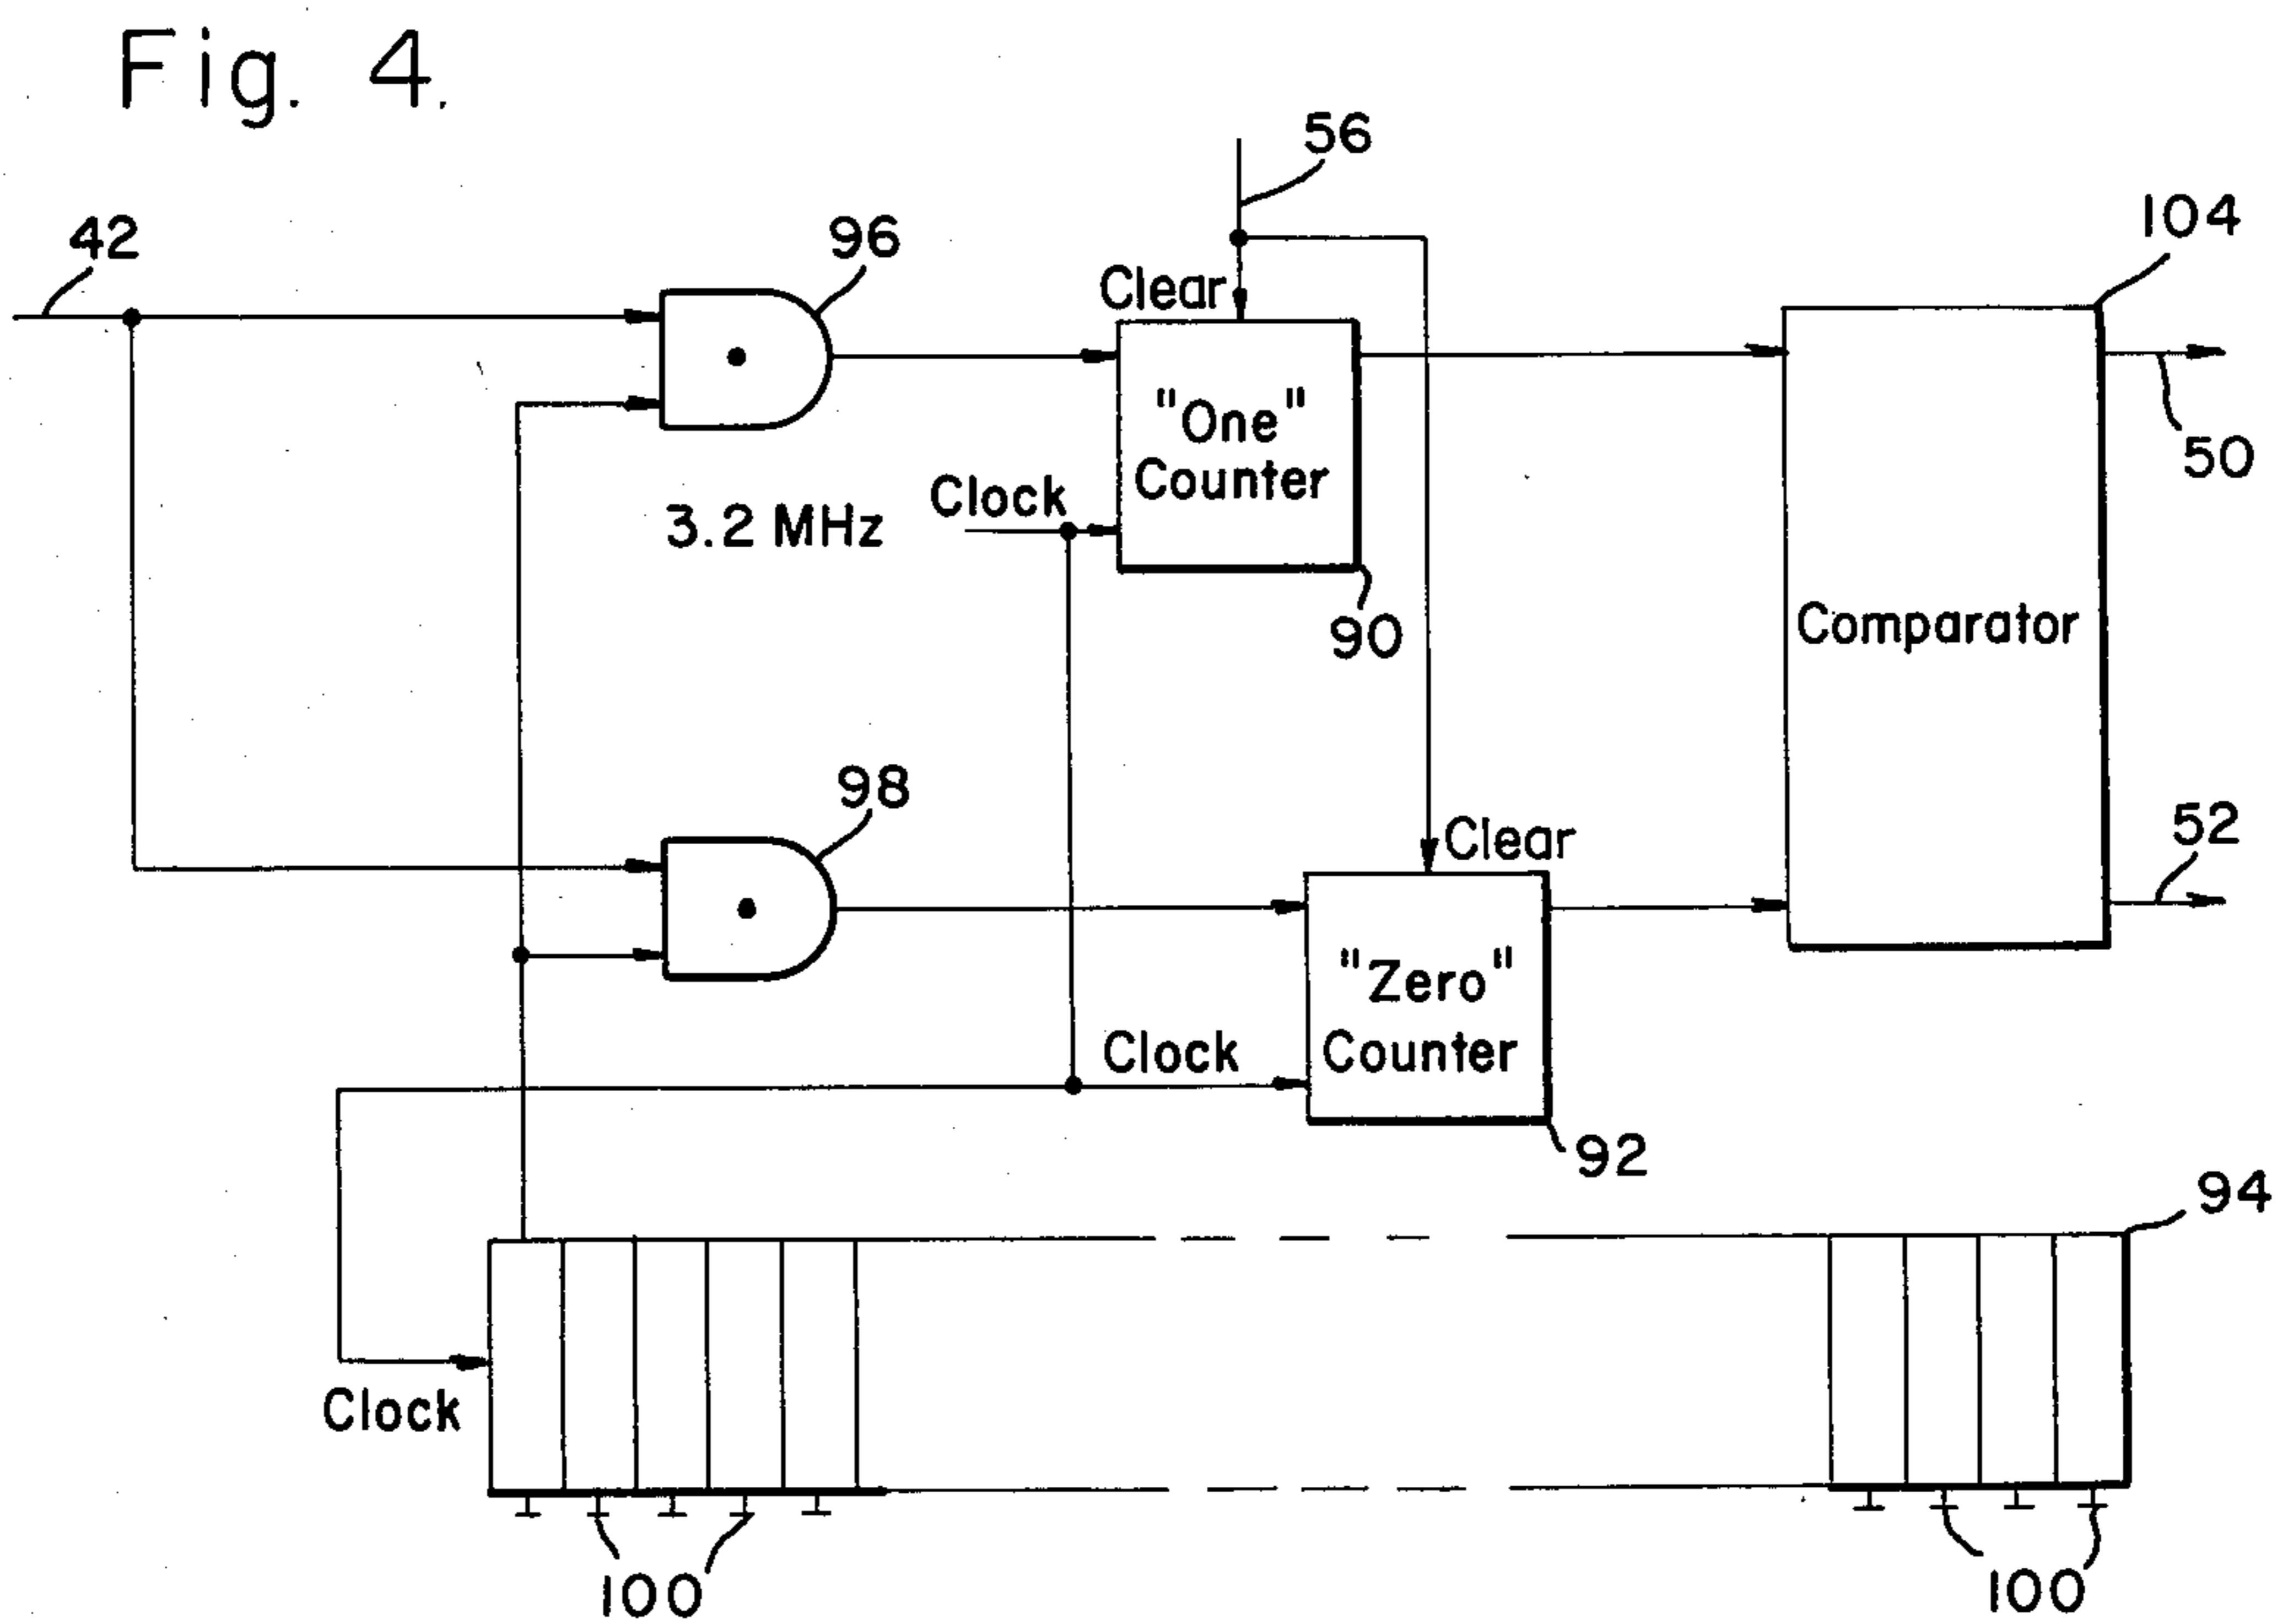 Fig. 4.
56
42
96
104
Clear
"One"
Counter
50
Clock
3.2 MHz
90
Comparator
98
52
Clear
"Zero"
Counter
Clock
92
94
Clock
100
100